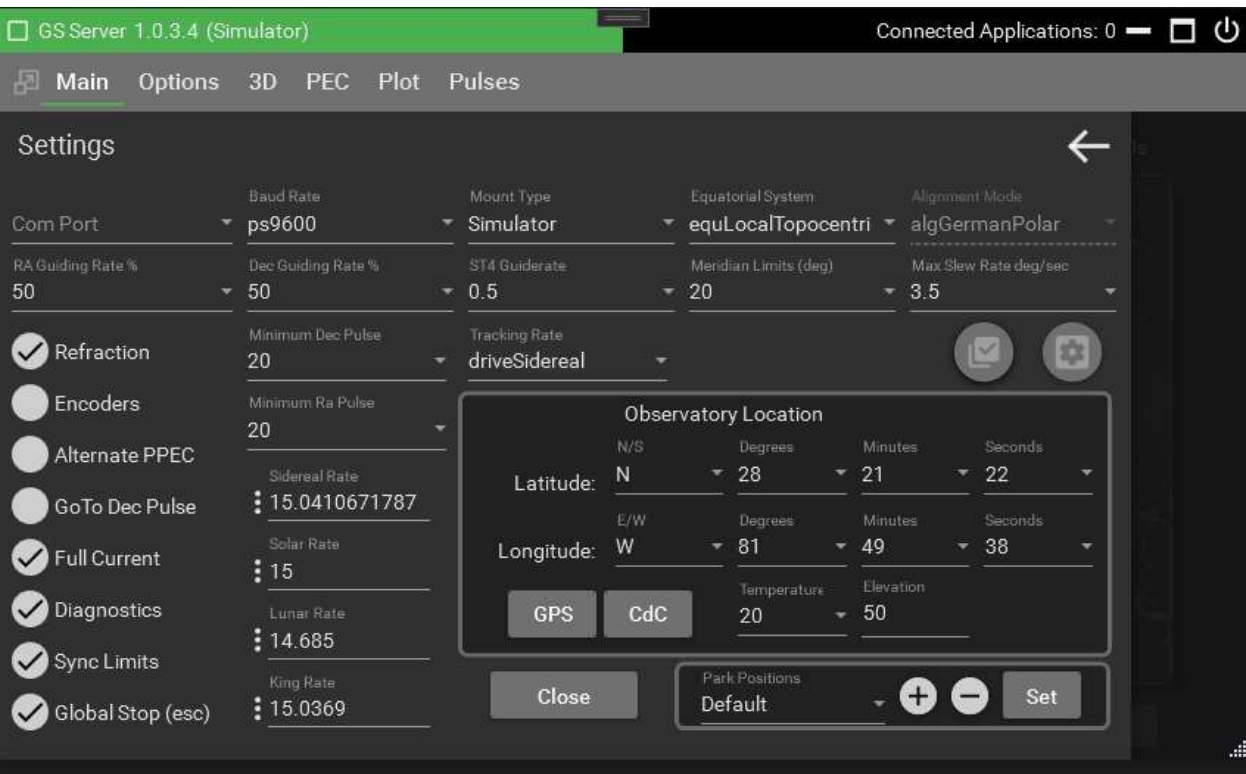 GS Server 1.0.3.4 (Simulator) Connected Applications: 0
Main Options 3D PEC Plot Pulses
Settings
Baud Rate Mount Type Equatorial System Alignment Mode
Com Port ps9600 Simulator equLocalTopocentri algGermanPolar
RA Guiding Rate % Dec Guiding Rate % ST4 Guiderate Meridian Limits (deg) Max Slew Rate deg/sec
50 50 0.5 20 3.5
Minimum Dec Pulse Tracking Rate
Refraction 20 driveSidereal
Encoders Minimum Ra Pulse Observatory Location
20
N/S Degrees Minutes Seconds
Alternate PPEC Latitude: N 28 21 22
Sidereal Rate
GoTo Dec Pulse 15.0410671787
E/W Degrees Minutes Seconds
Longitude: W 81 49 38
Solar Rate
Full Current 15
Temperature Elevation
Diagnostics GPS CdC 20 50
Lunar Rate
14.685
Sync Limits
King Rate Park Positions
Global Stop (esc) 15.0369 Close Default Set